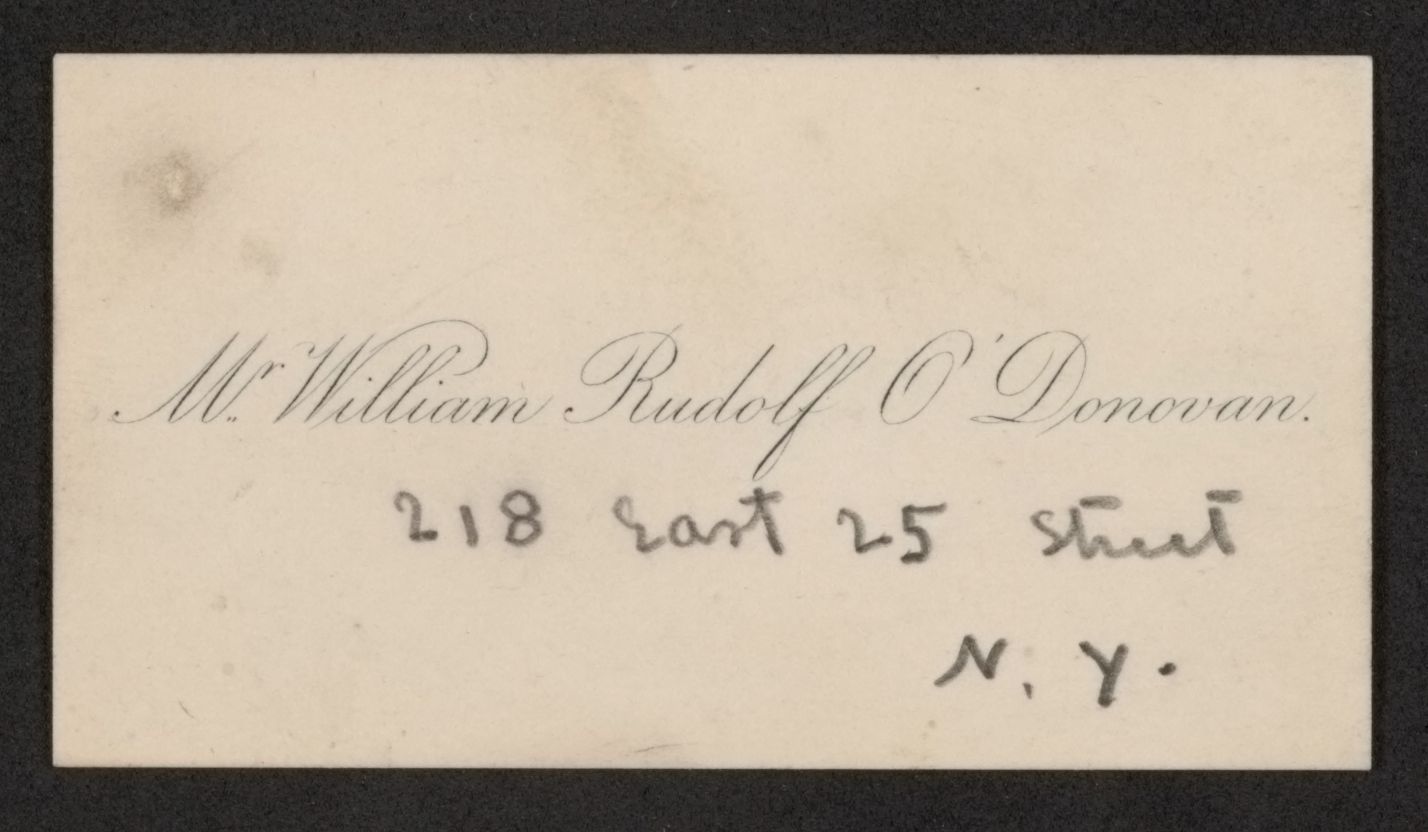 Mr. William Rudolf O'Donovan.
218 East 25 Street
N. Y.